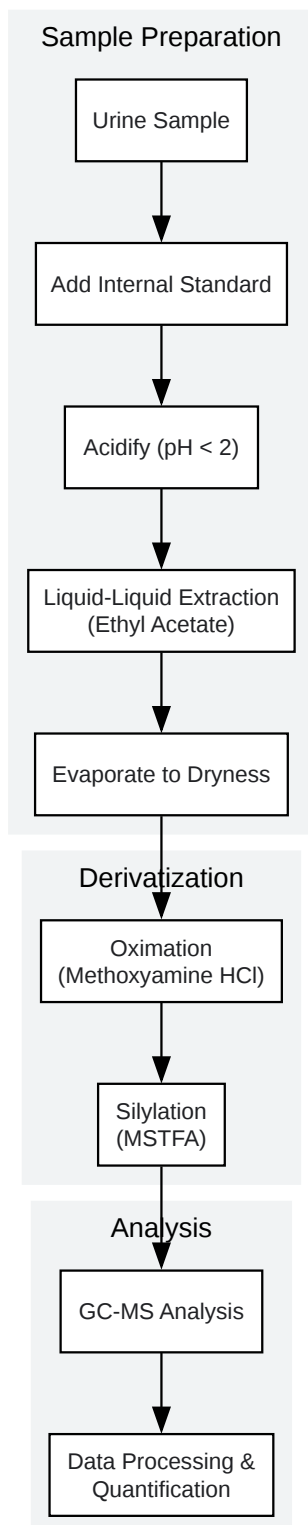 Sample Preparation
Urine Sample
Add Internal Standard
Acidify (pH < 2)
Liquid-Liquid Extraction
(Ethyl Acetate)
Evaporate to Dryness
Derivatization
Oximation
(Methoxyamine HCl)
Silylation
(MSTFA)
Analysis
GC-MS Analysis
Data Processing &
Quantification